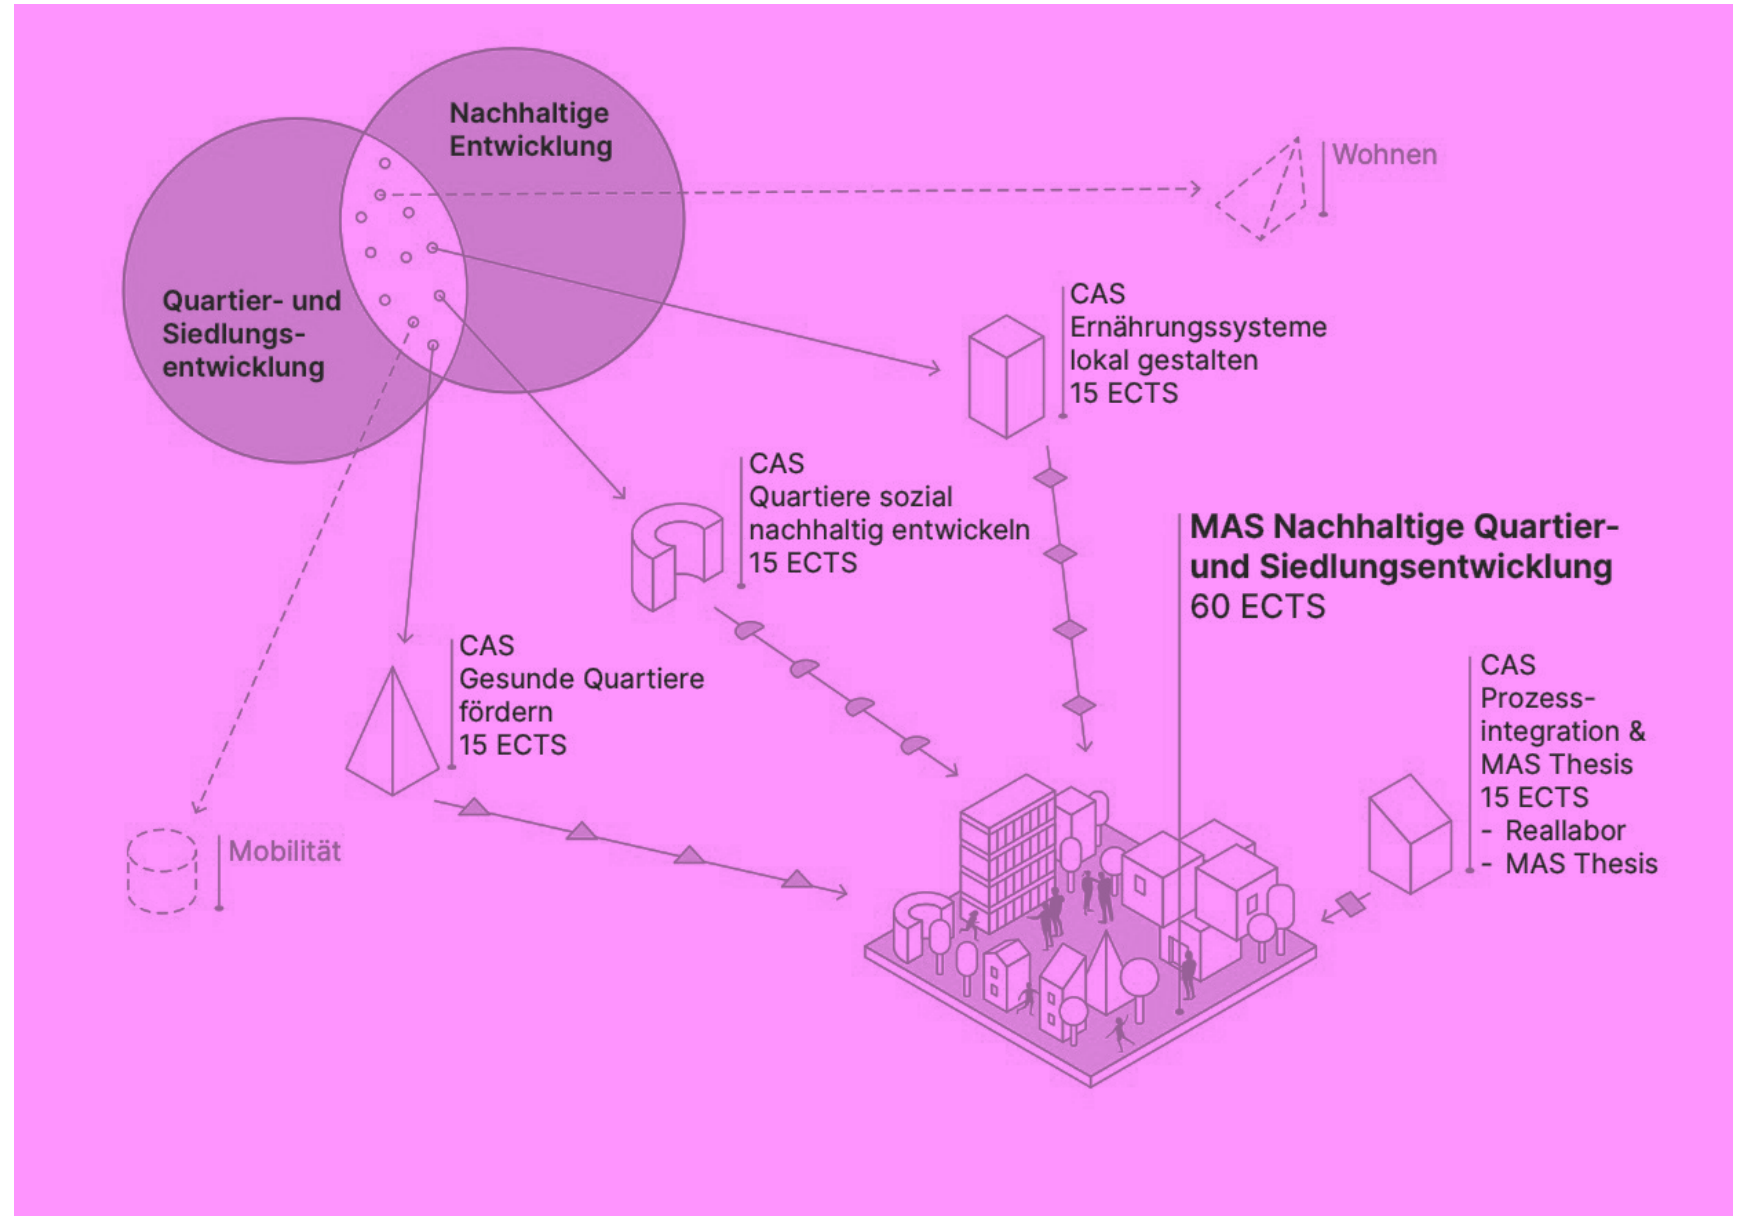 Nachhaltige
Entwicklung
Wohnen
Quartier- und
Siedlungs-
entwicklung
CAS
Ernährungssysteme
lokal gestalten
15 ECTS
CAS
Quartiere sozial
nachhaltig entwickeln
15 ECTS
MAS Nachhaltige Quartier-
und Siedlungsentwicklung
60 ECTS
CAS
Gesunde Quartiere
fördern
15 ECTS
CAS
Prozess-
integration &
MAS Thesis
15 ECTS
- Reallabor
- MAS Thesis
Mobilität